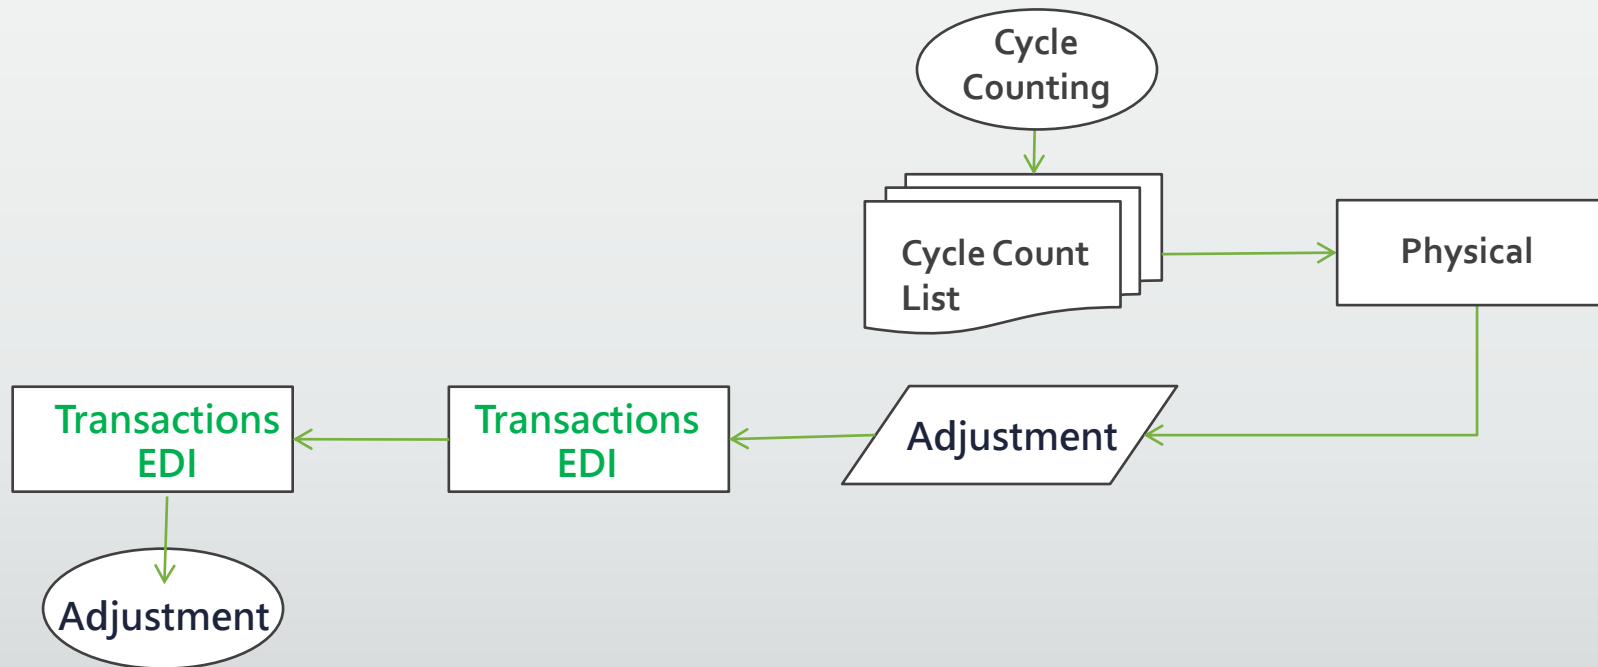 Cycle
Counting
Cycle Count
List
Physical
Adjustment
Transactions
EDI
Transactions
EDI
Adjustment